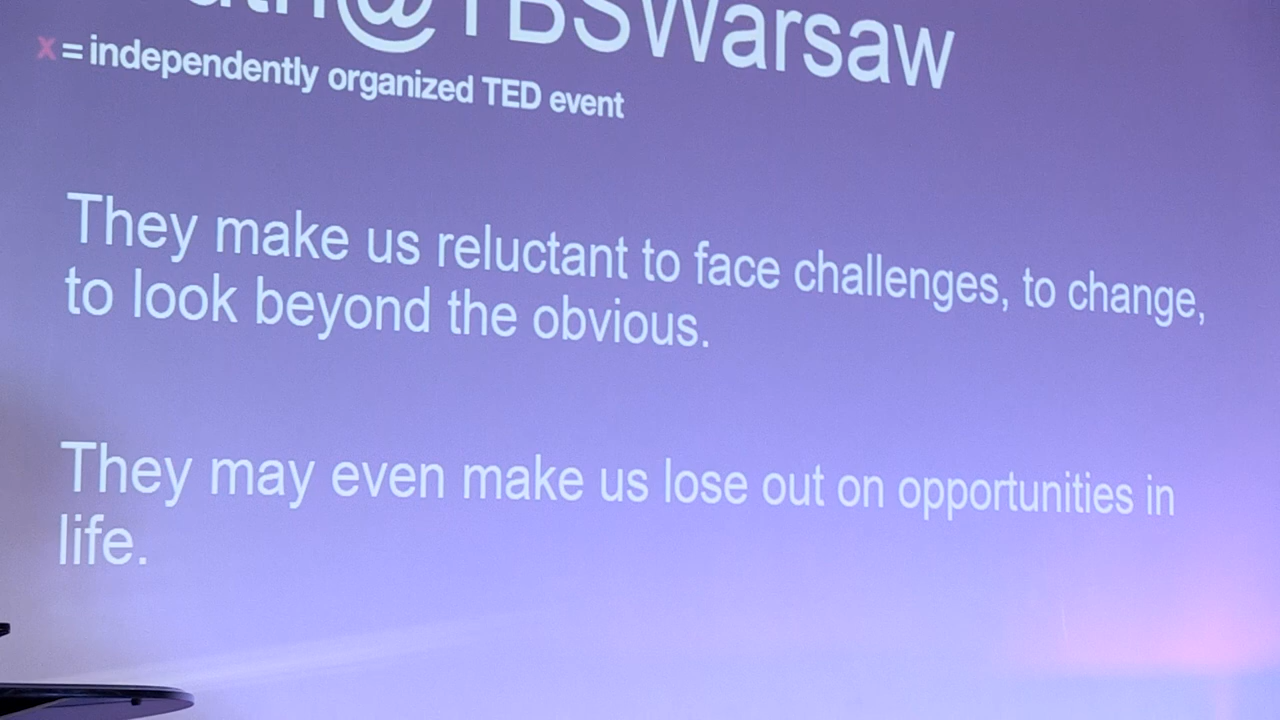 @TBSWarsaw
x = independently organized TED event
They make us reluctant to face challenges, to change,
to look beyond the obvious.
They may even make us lose out on opportunities in
life.